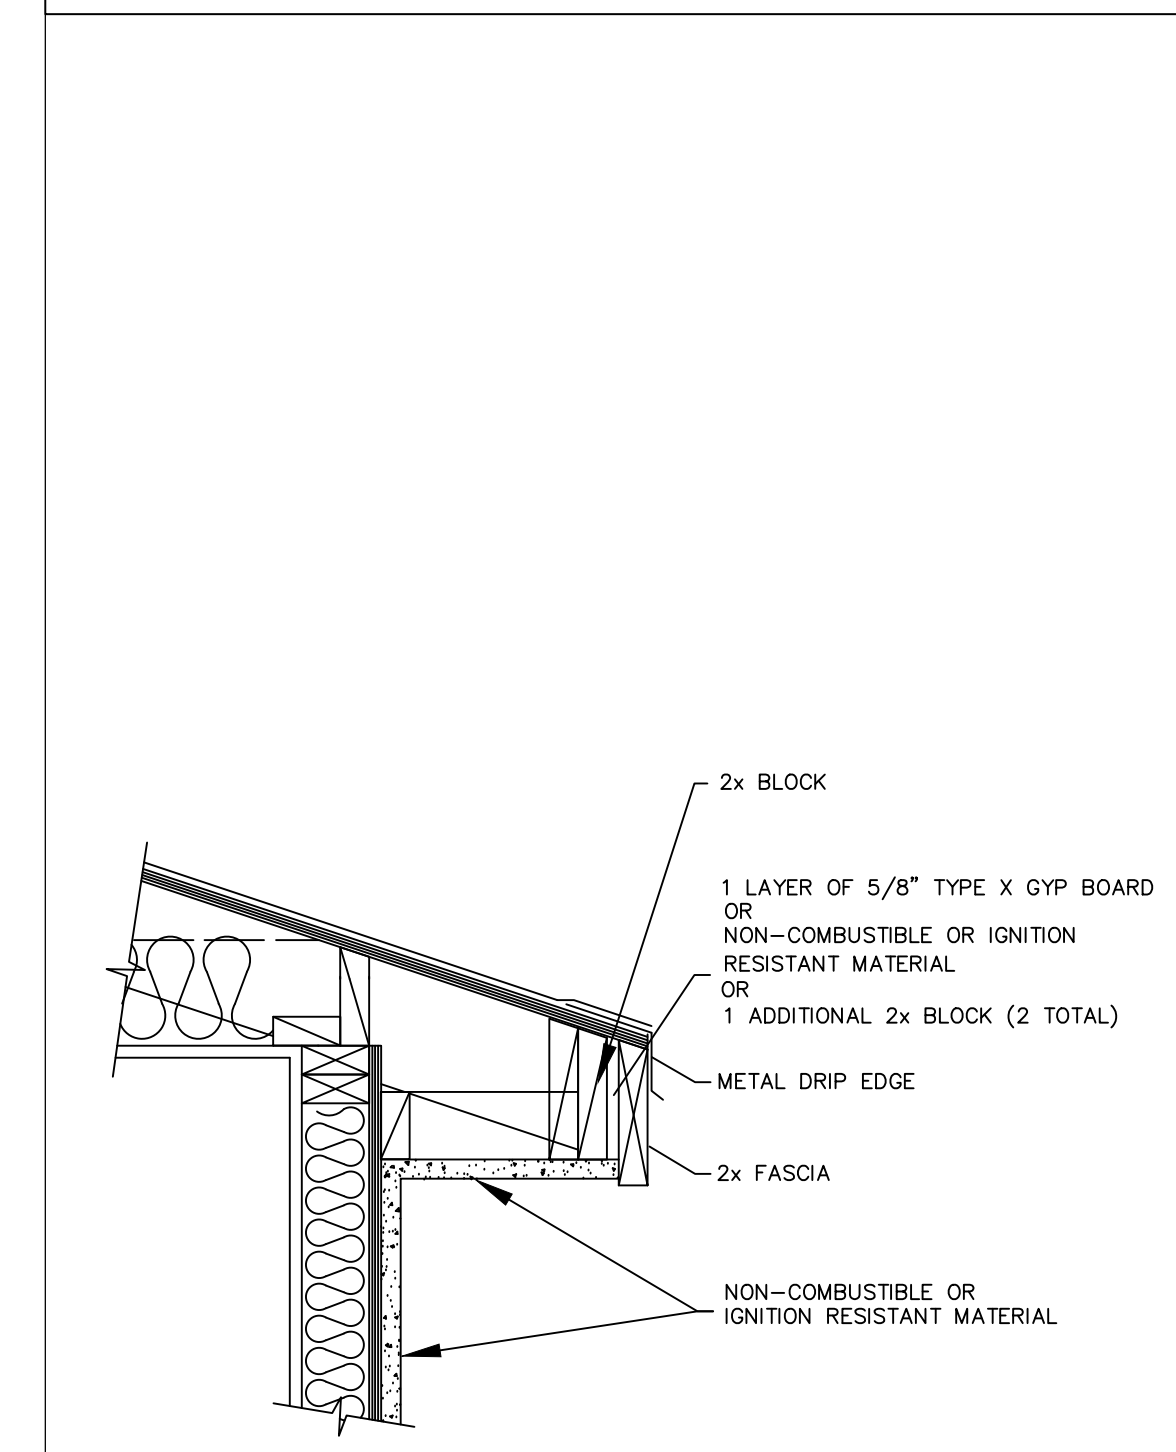 2x BLOCK
1 LAYER OF 5/8” TYPE X GYP BOARD
OR
NON-COMBUSTIBLE OR IGNITION
RESISTANT MATERIAL
OR
1 ADDITIONAL 2x BLOCK (2 TOTAL)
METAL DRIP EDGE
2x FASCIA
NON-COMBUSTIBLE OR
IGNITION RESISTANT MATERIAL